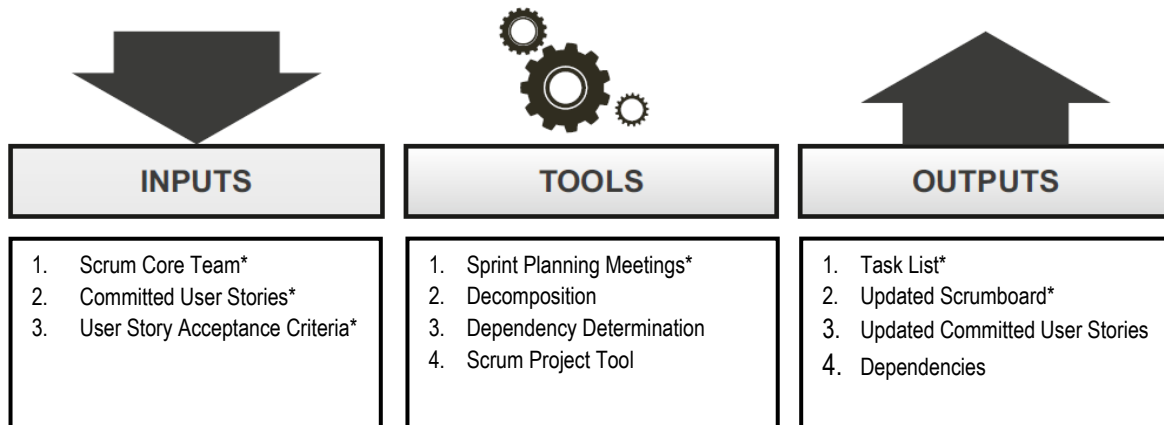 INPUTS
1. Scrum Core Team*
2. Committed User Stories*
3. User Story Acceptance Criteria*
TOOLS
1. Sprint Planning Meetings*
2. Decomposition
3. Dependency Determination
4. Scrum Project Tool
OUTPUTS
1. Task List*
2. Updated Scrumboard*
3. Updated Committed User Stories
4. Dependencies